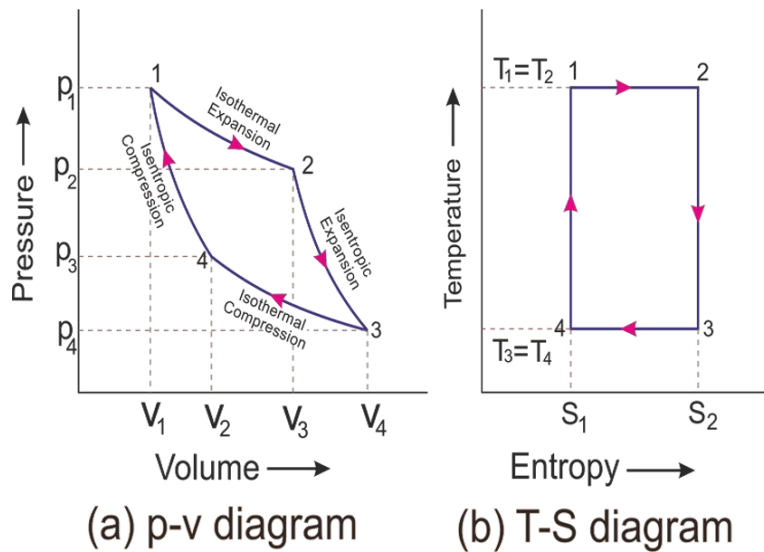 Pressure →
p₁
p₂
p₃
p₄
1
2
3
4
Isothermal
Expansion
Isentropic
Expansion
Isothermal
Compression
Isentropic
Compression
V₁ V₂ V₃ V₄
Volume →
(a) p-v diagram
Temperature →
T₁=T₂
1 2
4 3
T₃=T₄
S₁ S₂
Entropy →
(b) T-S diagram